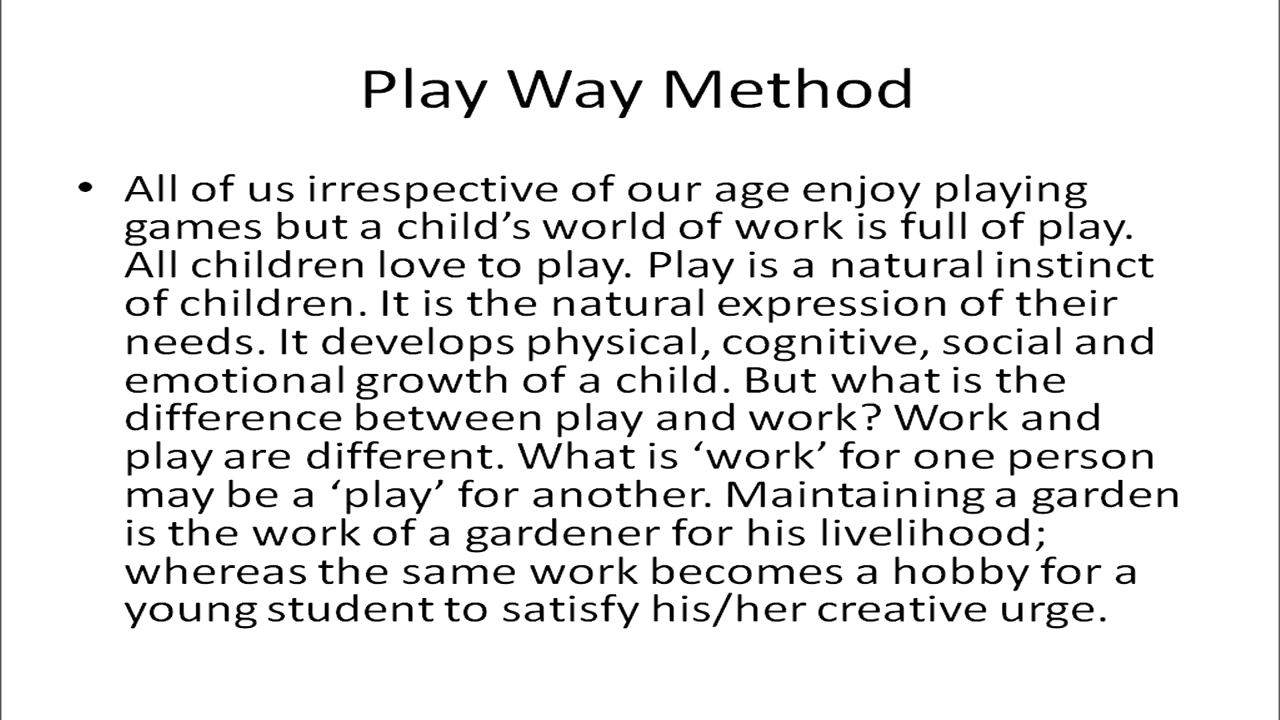 Play Way Method
• All of us irrespective of our age enjoy playing
games but a child’s world of work is full of play.
All children love to play. Play is a natural instinct
of children. It is the natural expression of their
needs. It develops physical, cognitive, social and
emotional growth of a child. But what is the
difference between play and work? Work and
play are different. What is ‘work’ for one person
may be a ‘play’ for another. Maintaining a garden
is the work of a gardener for his livelihood;
whereas the same work becomes a hobby for a
young student to satisfy his/her creative urge.